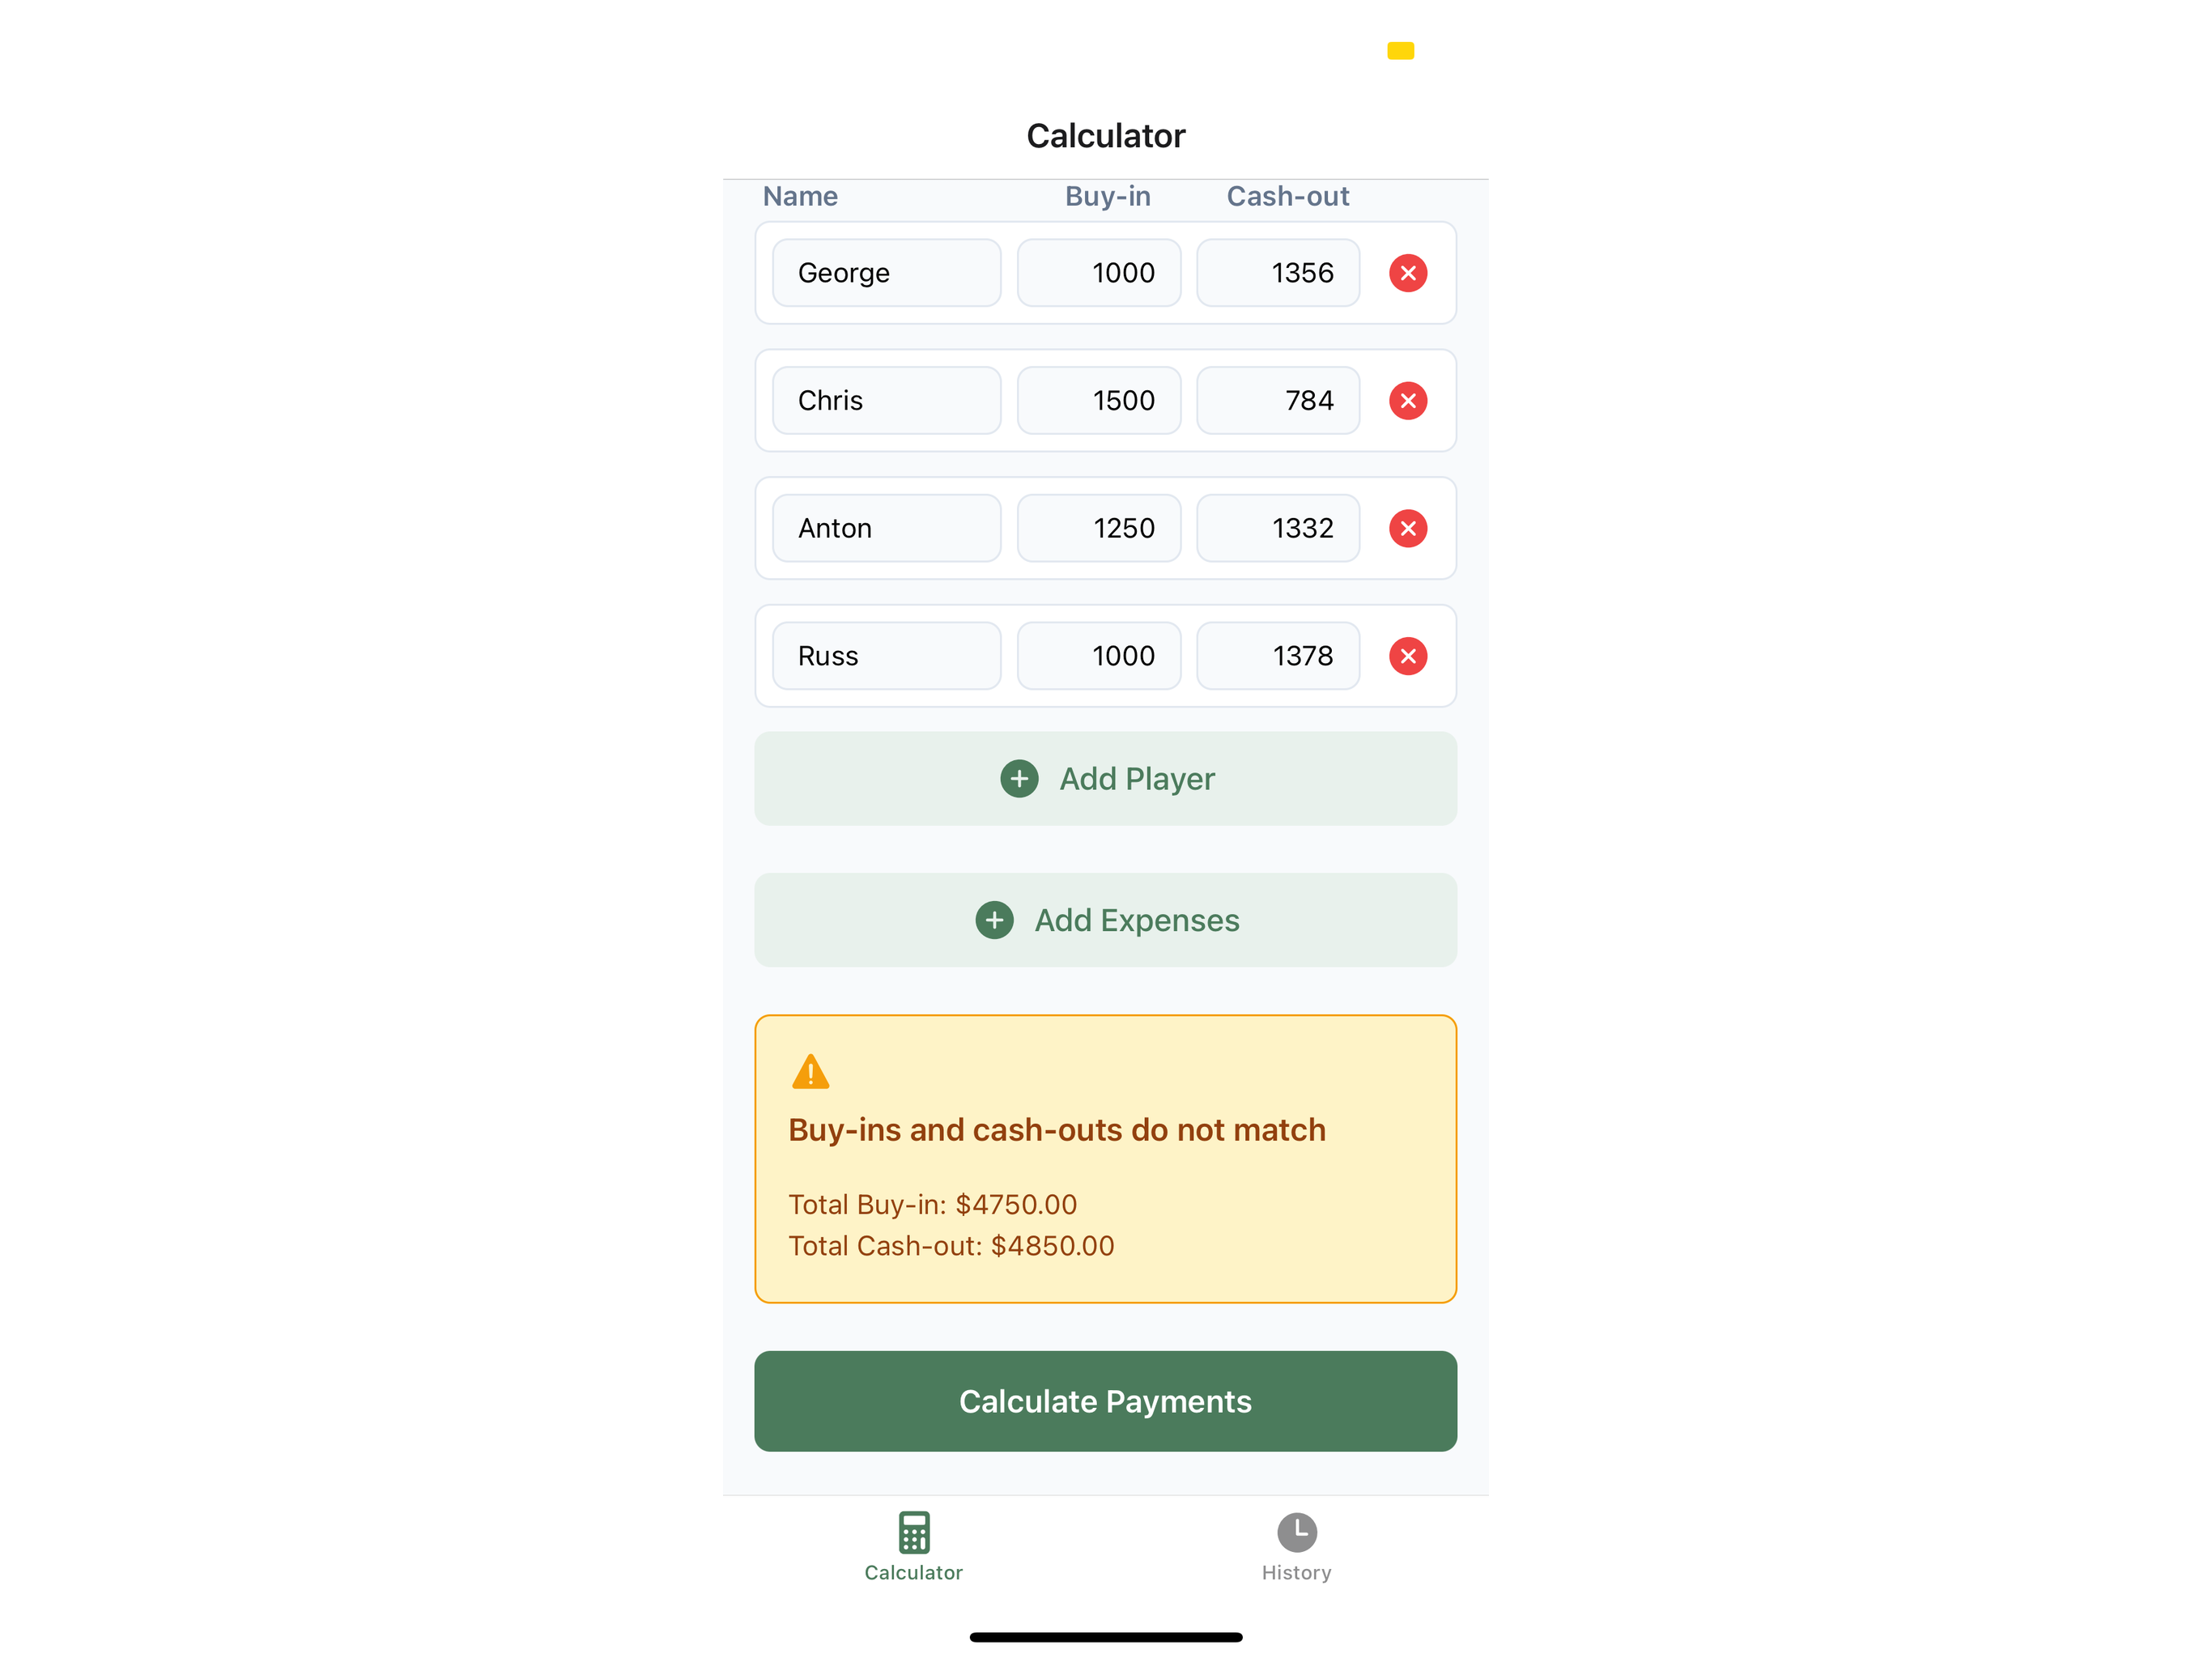 Calculator
Name Buy-in Cash-out
George 1000 1356
Chris 1500 784
Anton 1250 1332
Russ 1000 1378
Add Player
Add Expenses
Buy-ins and cash-outs do not match
Total Buy-in: $4750.00
Total Cash-out: $4850.00
Calculate Payments
Calculator History